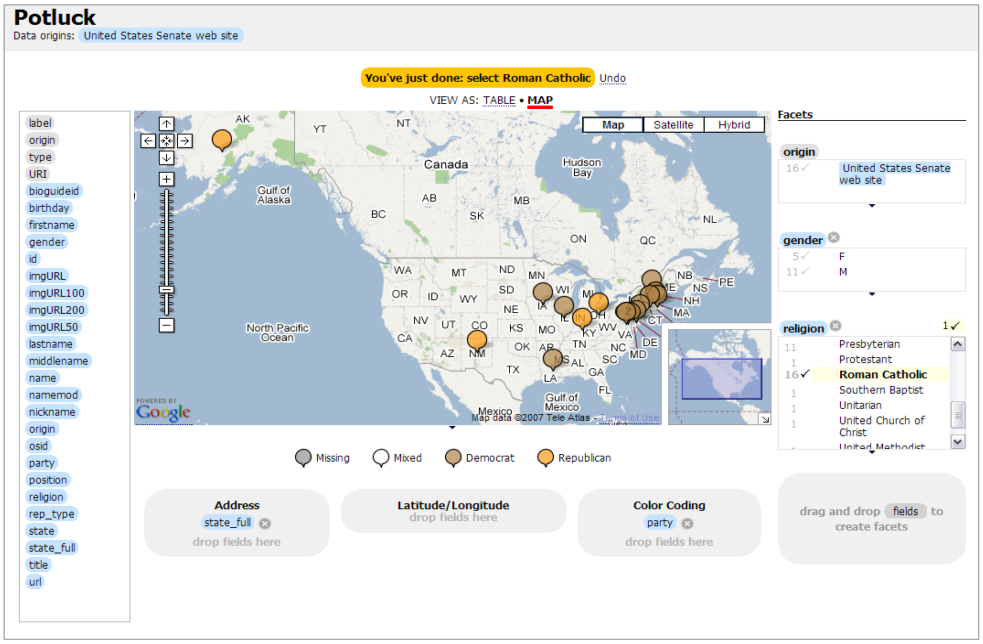 Potluck
Data origins: United States Senate web site
You've just done: select Roman Catholic Undo
VIEW AS: TABLE • MAP
label
origin
type
URI
bioguideid
birthday
firstname
gender
id
imgURL
imgURL100
imgURL200
imgURL50
lastname
middlename
name
namemod
nickname
origin
osid
party
position
religion
rep_type
state
state_full
title
url
Map Satellite Hybrid
AK
YT
NT
Canada
Hudson
Bay
Gulf of
Alaska
BC
AB
SK
MB
ON
QC
NL
NB
PE
NS
ME
NH
MA
CT
WA
MT
ND
MN
OR
ID
WY
SD
WI
IA
NE
IL
IN
OH
NV
UT
CO
KS
MO
KY
WV
VA
DE
MD
CA
AZ
NM
OK
AR
TN
NC
SC
TX
LA
AL
GA
FL
North Pacific
Ocean
Gulf of
Mexico
Mexico
POWERED BY
Google
Map data ©2007 Tele Atlas - Terms of Use
Missing Mixed Democrat Republican
Address
state_full
drop fields here
Latitude/Longitude
drop fields here
Color Coding
party
drop fields here
Facets
origin
16 United States Senate
web site
gender
5 F
11 M
religion 1
11 Presbyterian
1 Protestant
16 Roman Catholic
1 Southern Baptist
1 Unitarian
1 United Church of
Christ
United Methodist
drag and drop fields to
create facets